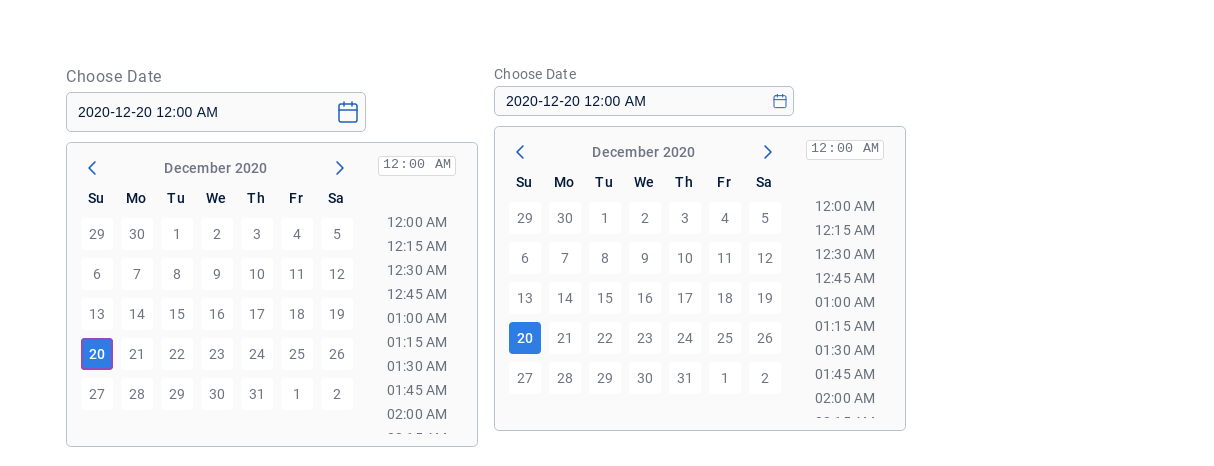 Choose Date
2020-12-20 12:00 AM
December 2020
12:00 AM
Su Mo Tu We Th Fr Sa
29 30 1 2 3 4 5
6 7 8 9 10 11 12
13 14 15 16 17 18 19
20 21 22 23 24 25 26
27 28 29 30 31 1 2
12:00 AM
12:15 AM
12:30 AM
12:45 AM
01:00 AM
01:15 AM
01:30 AM
01:45 AM
02:00 AM
Choose Date
2020-12-20 12:00 AM
December 2020
12:00 AM
Su Mo Tu We Th Fr Sa
29 30 1 2 3 4 5
6 7 8 9 10 11 12
13 14 15 16 17 18 19
20 21 22 23 24 25 26
27 28 29 30 31 1 2
12:00 AM
12:15 AM
12:30 AM
12:45 AM
01:00 AM
01:15 AM
01:30 AM
01:45 AM
02:00 AM